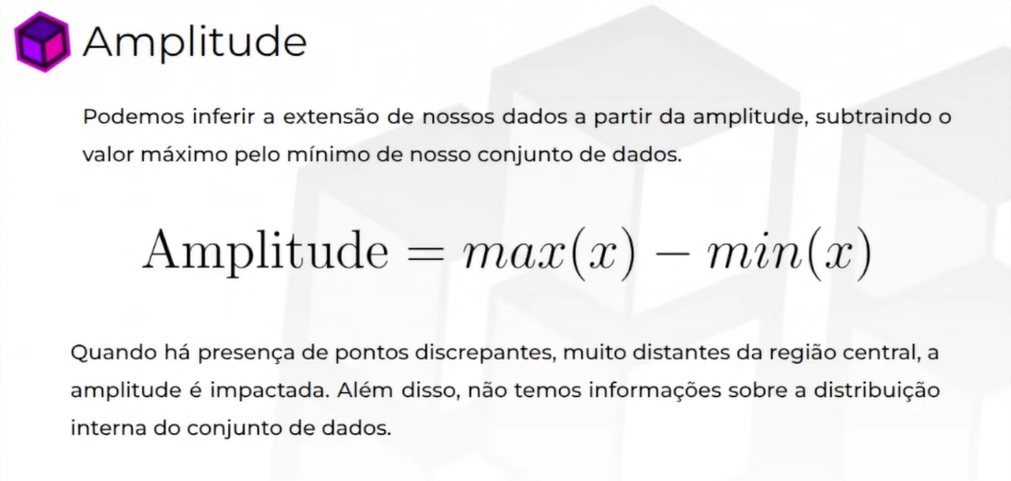 Amplitude
Podemos inferir a extensão de nossos dados a partir da amplitude, subtraindo o
valor máximo pelo mínimo de nosso conjunto de dados.
Amplitude = max(x) − min(x)
Quando há presença de pontos discrepantes, muito distantes da região central, a
amplitude é impactada. Além disso, não temos informações sobre a distribuição
interna do conjunto de dados.